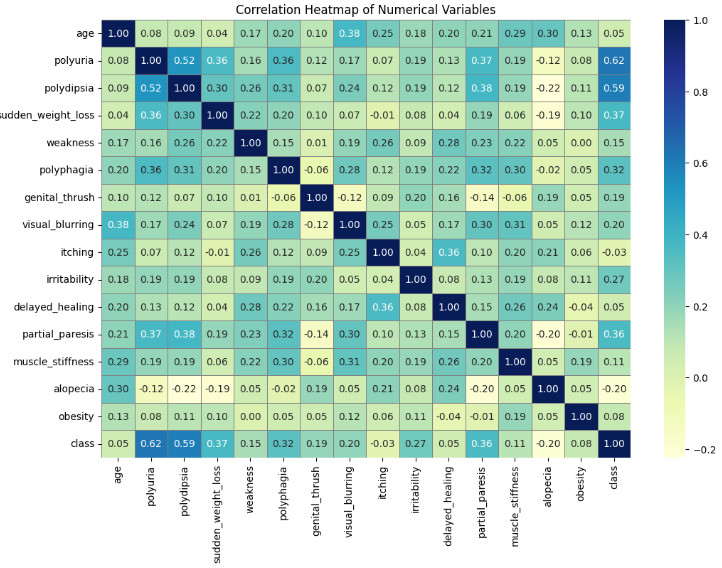 Correlation Heatmap of Numerical Variables
age 1.00 0.08 0.09 0.04 0.17 0.20 0.10 0.38 0.25 0.18 0.20 0.21 0.29 0.30 0.13 0.05
polyuria 0.08 1.00 0.52 0.36 0.16 0.36 0.12 0.17 0.07 0.19 0.13 0.37 0.19 -0.12 0.08 0.62
polydipsia 0.09 0.52 1.00 0.30 0.26 0.31 0.07 0.24 0.12 0.19 0.12 0.38 0.19 -0.22 0.11 0.59
sudden_weight_loss 0.04 0.36 0.30 1.00 0.22 0.20 0.10 0.07 -0.01 0.08 0.04 0.19 0.06 -0.19 0.10 0.37
weakness 0.17 0.16 0.26 0.22 1.00 0.15 0.01 0.19 0.26 0.09 0.28 0.23 0.22 0.05 0.00 0.15
polyphagia 0.20 0.36 0.31 0.20 0.15 1.00 -0.06 0.28 0.12 0.19 0.22 0.32 0.30 -0.02 0.05 0.32
genital_thrush 0.10 0.12 0.07 0.10 0.01 -0.06 1.00 -0.12 0.09 0.20 0.16 -0.14 -0.06 0.19 0.05 0.19
visual_blurring 0.38 0.17 0.24 0.07 0.19 0.28 -0.12 1.00 0.25 0.05 0.17 0.30 0.31 0.05 0.12 0.20
itching 0.25 0.07 0.12 -0.01 0.26 0.12 0.09 0.25 1.00 0.04 0.36 0.10 0.20 0.21 0.06 -0.03
irritability 0.18 0.19 0.19 0.08 0.09 0.19 0.20 0.05 0.04 1.00 0.08 0.13 0.19 0.08 0.11 0.27
delayed_healing 0.20 0.13 0.12 0.04 0.28 0.22 0.16 0.17 0.36 0.08 1.00 0.15 0.26 0.24 -0.04 0.05
partial_paresis 0.21 0.37 0.38 0.19 0.23 0.32 -0.14 0.30 0.10 0.13 0.15 1.00 0.20 -0.20 -0.01 0.36
muscle_stiffness 0.29 0.19 0.19 0.06 0.22 0.30 -0.06 0.31 0.20 0.19 0.26 0.20 1.00 0.05 0.19 0.11
alopecia 0.30 -0.12 -0.22 -0.19 0.05 -0.02 0.19 0.05 0.21 0.08 0.24 -0.20 0.05 1.00 0.05 -0.20
obesity 0.13 0.08 0.11 0.10 0.00 0.05 0.05 0.12 0.06 0.11 -0.04 -0.01 0.19 0.05 1.00 0.08
class 0.05 0.62 0.59 0.37 0.15 0.32 0.19 0.20 -0.03 0.27 0.05 0.36 0.11 -0.20 0.08 1.00
age polyuria polydipsia sudden_weight_loss weakness polyphagia genital_thrush visual_blurring itching irritability delayed_healing partial_paresis muscle_stiffness alopecia obesity class
1.0
0.8
0.6
0.4
0.2
0.0
−0.2